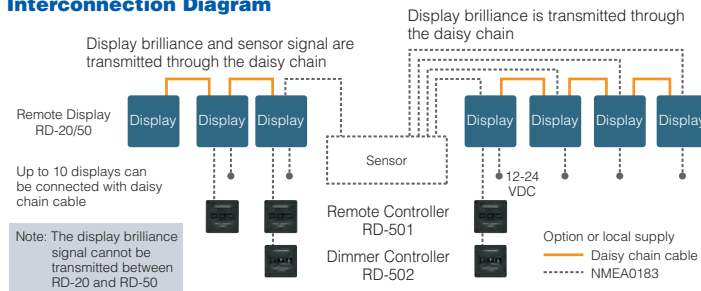 Interconnection Diagram
Display brilliance and sensor signal are
transmitted through the daisy chain
Display brilliance is transmitted through
the daisy chain
Remote Display
RD-20/50
Display
Display
Display
Display
Display
Display
Display
Sensor
Up to 10 displays can
be connected with daisy
chain cable
12-24
VDC
Remote Controller
RD-501
Dimmer Controller
RD-502
Note: The display brilliance
signal cannot be
transmitted between
RD-20 and RD-50
Option or local supply
Daisy chain cable
NMEA0183